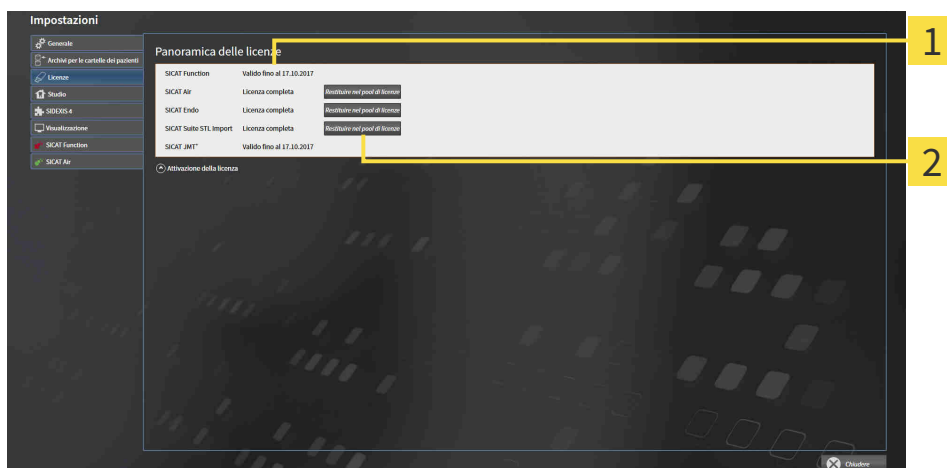 Impostazioni
Generale
Archivi per le cartelle dei pazienti
Licenze
Studio
SIDEXIS 4
Visualizzazione
SICAT Function
SICAT Air
Panoramica delle licenze
SICAT Function Valido fino al 17.10.2017
SICAT Air Licenza completa Restituire nel pool di licenze
SICAT Endo Licenza completa Restituire nel pool di licenze
SICAT Suite STL Import Licenza completa Restituire nel pool di licenze
SICAT JMT+ Valido fino al 17.10.2017
Attivazione della licenza
Chiudere
1
2